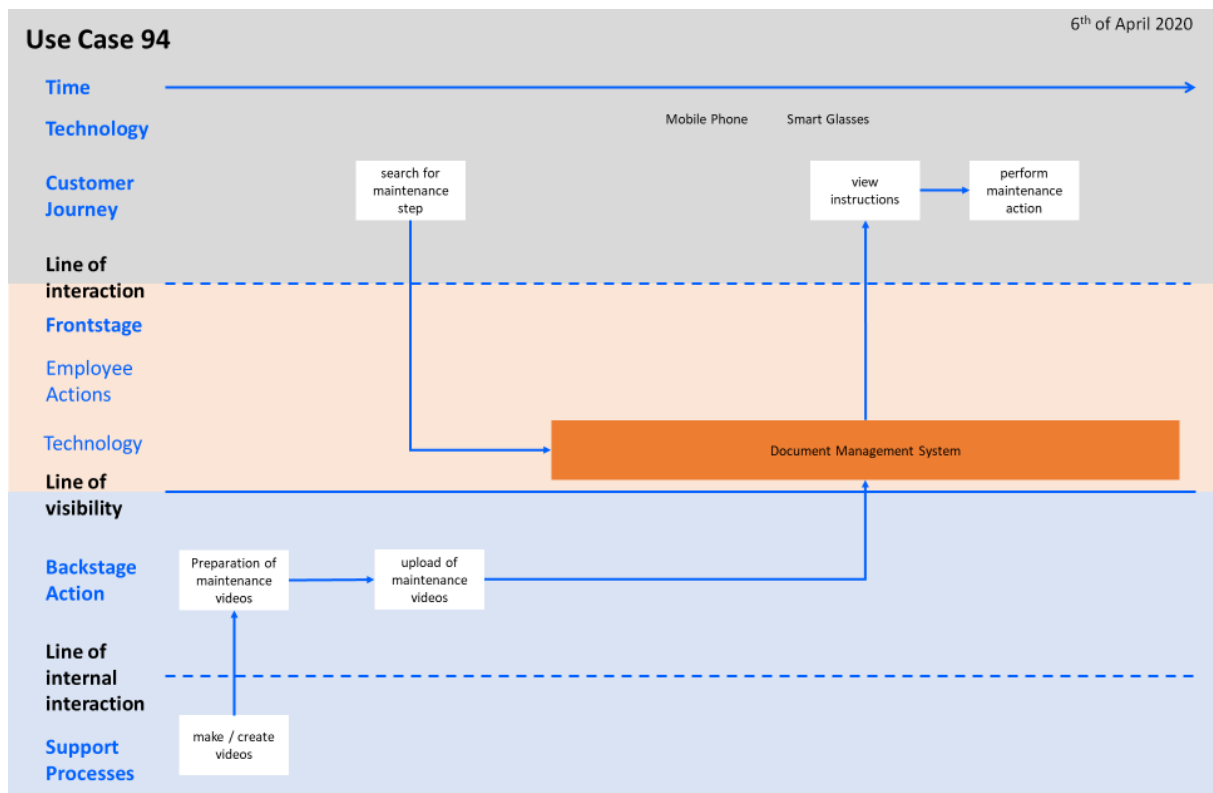 Use Case 94
6th of April 2020
Time
Technology
Mobile Phone
Smart Glasses
Customer
Journey
search for
maintenance
step
view
instructions
perform
maintenance
action
Line of
interaction
Frontstage
Employee
Actions
Technology
Document Management System
Line of
visibility
Backstage
Action
Preparation of
maintenance
videos
upload of
maintenance
videos
Line of
internal
interaction
Support
Processes
make / create
videos